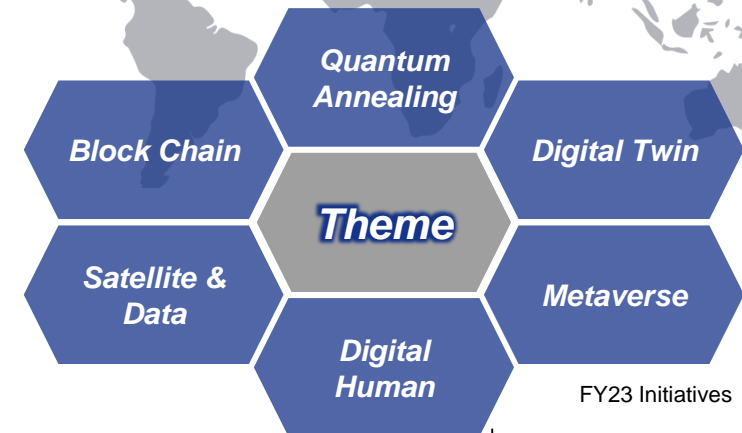 Quantum
Annealing
Block Chain
Digital Twin
Theme
Satellite &
Data
Metaverse
Digital
Human
FY23 Initiatives